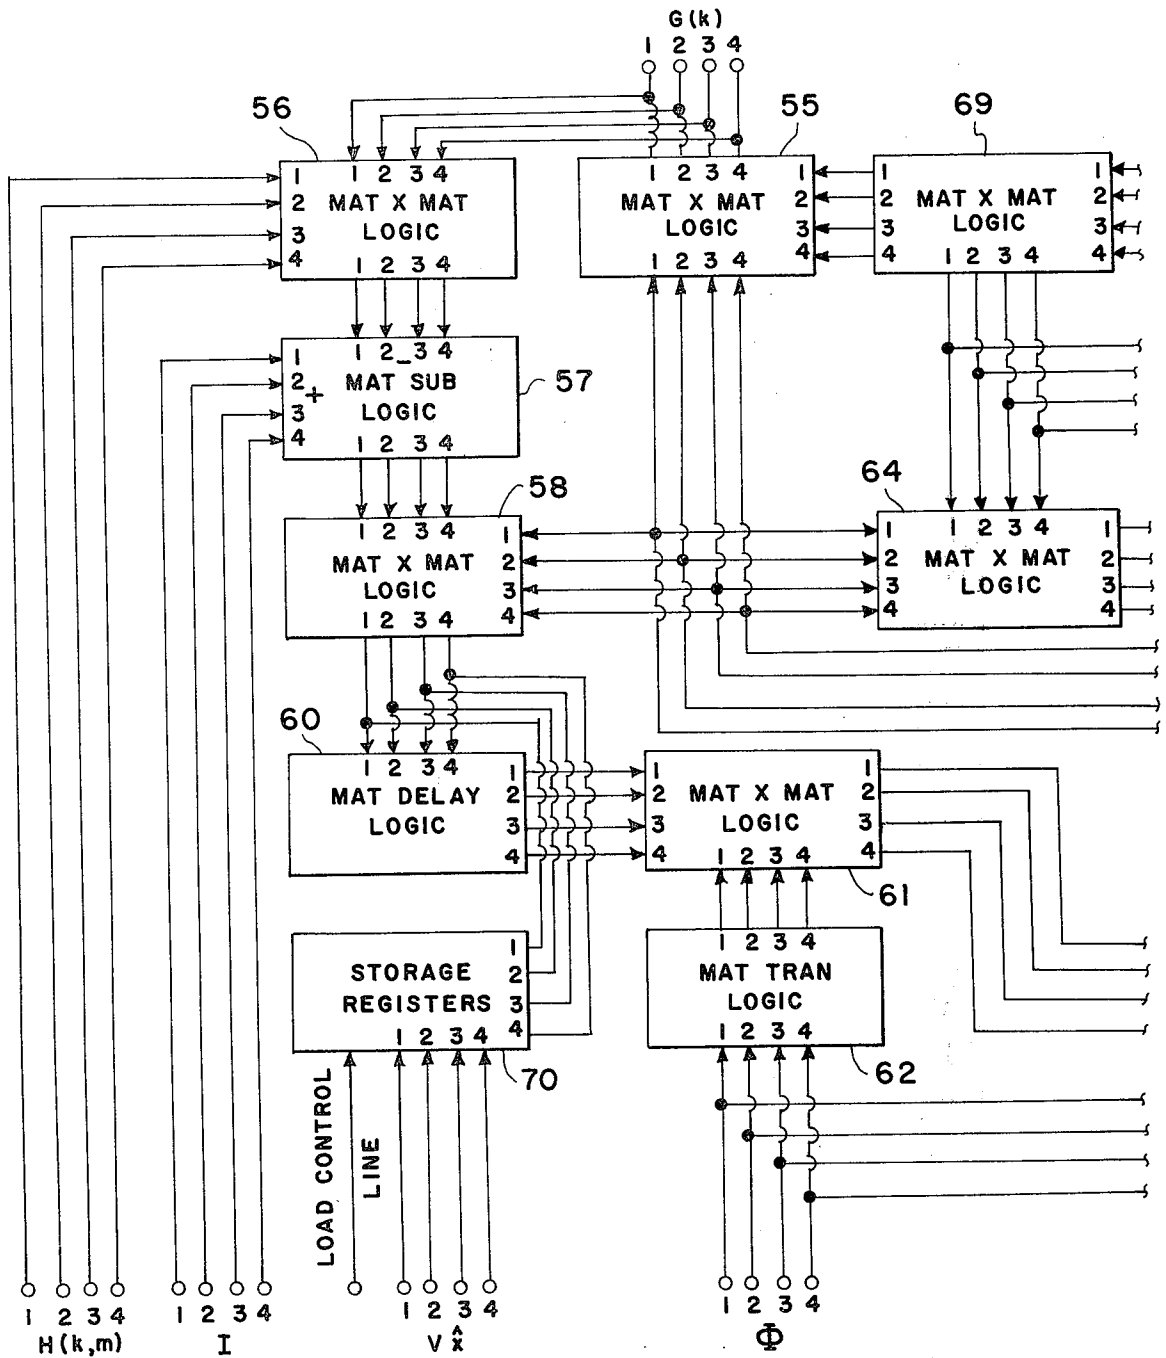 G(k)
1 2 3 4
56
55
69
1 2 3 4
1
2
3
4
MAT X MAT
LOGIC
1 2 3 4
1 2 3 4
MAT X MAT
LOGIC
1
2
3
4
1 2 3 4
1
2
3
4
MAT X MAT
LOGIC
1
2
3
4
1 2 3 4
1 2 3 4
-
1
2
+
3
4
MAT SUB
LOGIC
1 2 3 4
57
58
64
1 2 3 4
MAT X MAT
LOGIC
1
2
3
4
1 2 3 4
1 2 3 4
1
2
3
4
MAT X MAT
LOGIC
1
2
3
4
60
1 2 3 4
MAT DELAY
LOGIC
1
2
3
4
1
2
3
4
MAT X MAT
LOGIC
1
2
3
4
1 2 3 4
61
STORAGE
REGISTERS
1
2
3
4
1 2 3 4
70
1 2 3 4
MAT TRAN
LOGIC
1 2 3 4
62
LOAD CONTROL
LINE
1 2 3 4
H(k,m)
1 2 3 4
I
1 2 3 4
V x̂
1 2 3 4
Φ